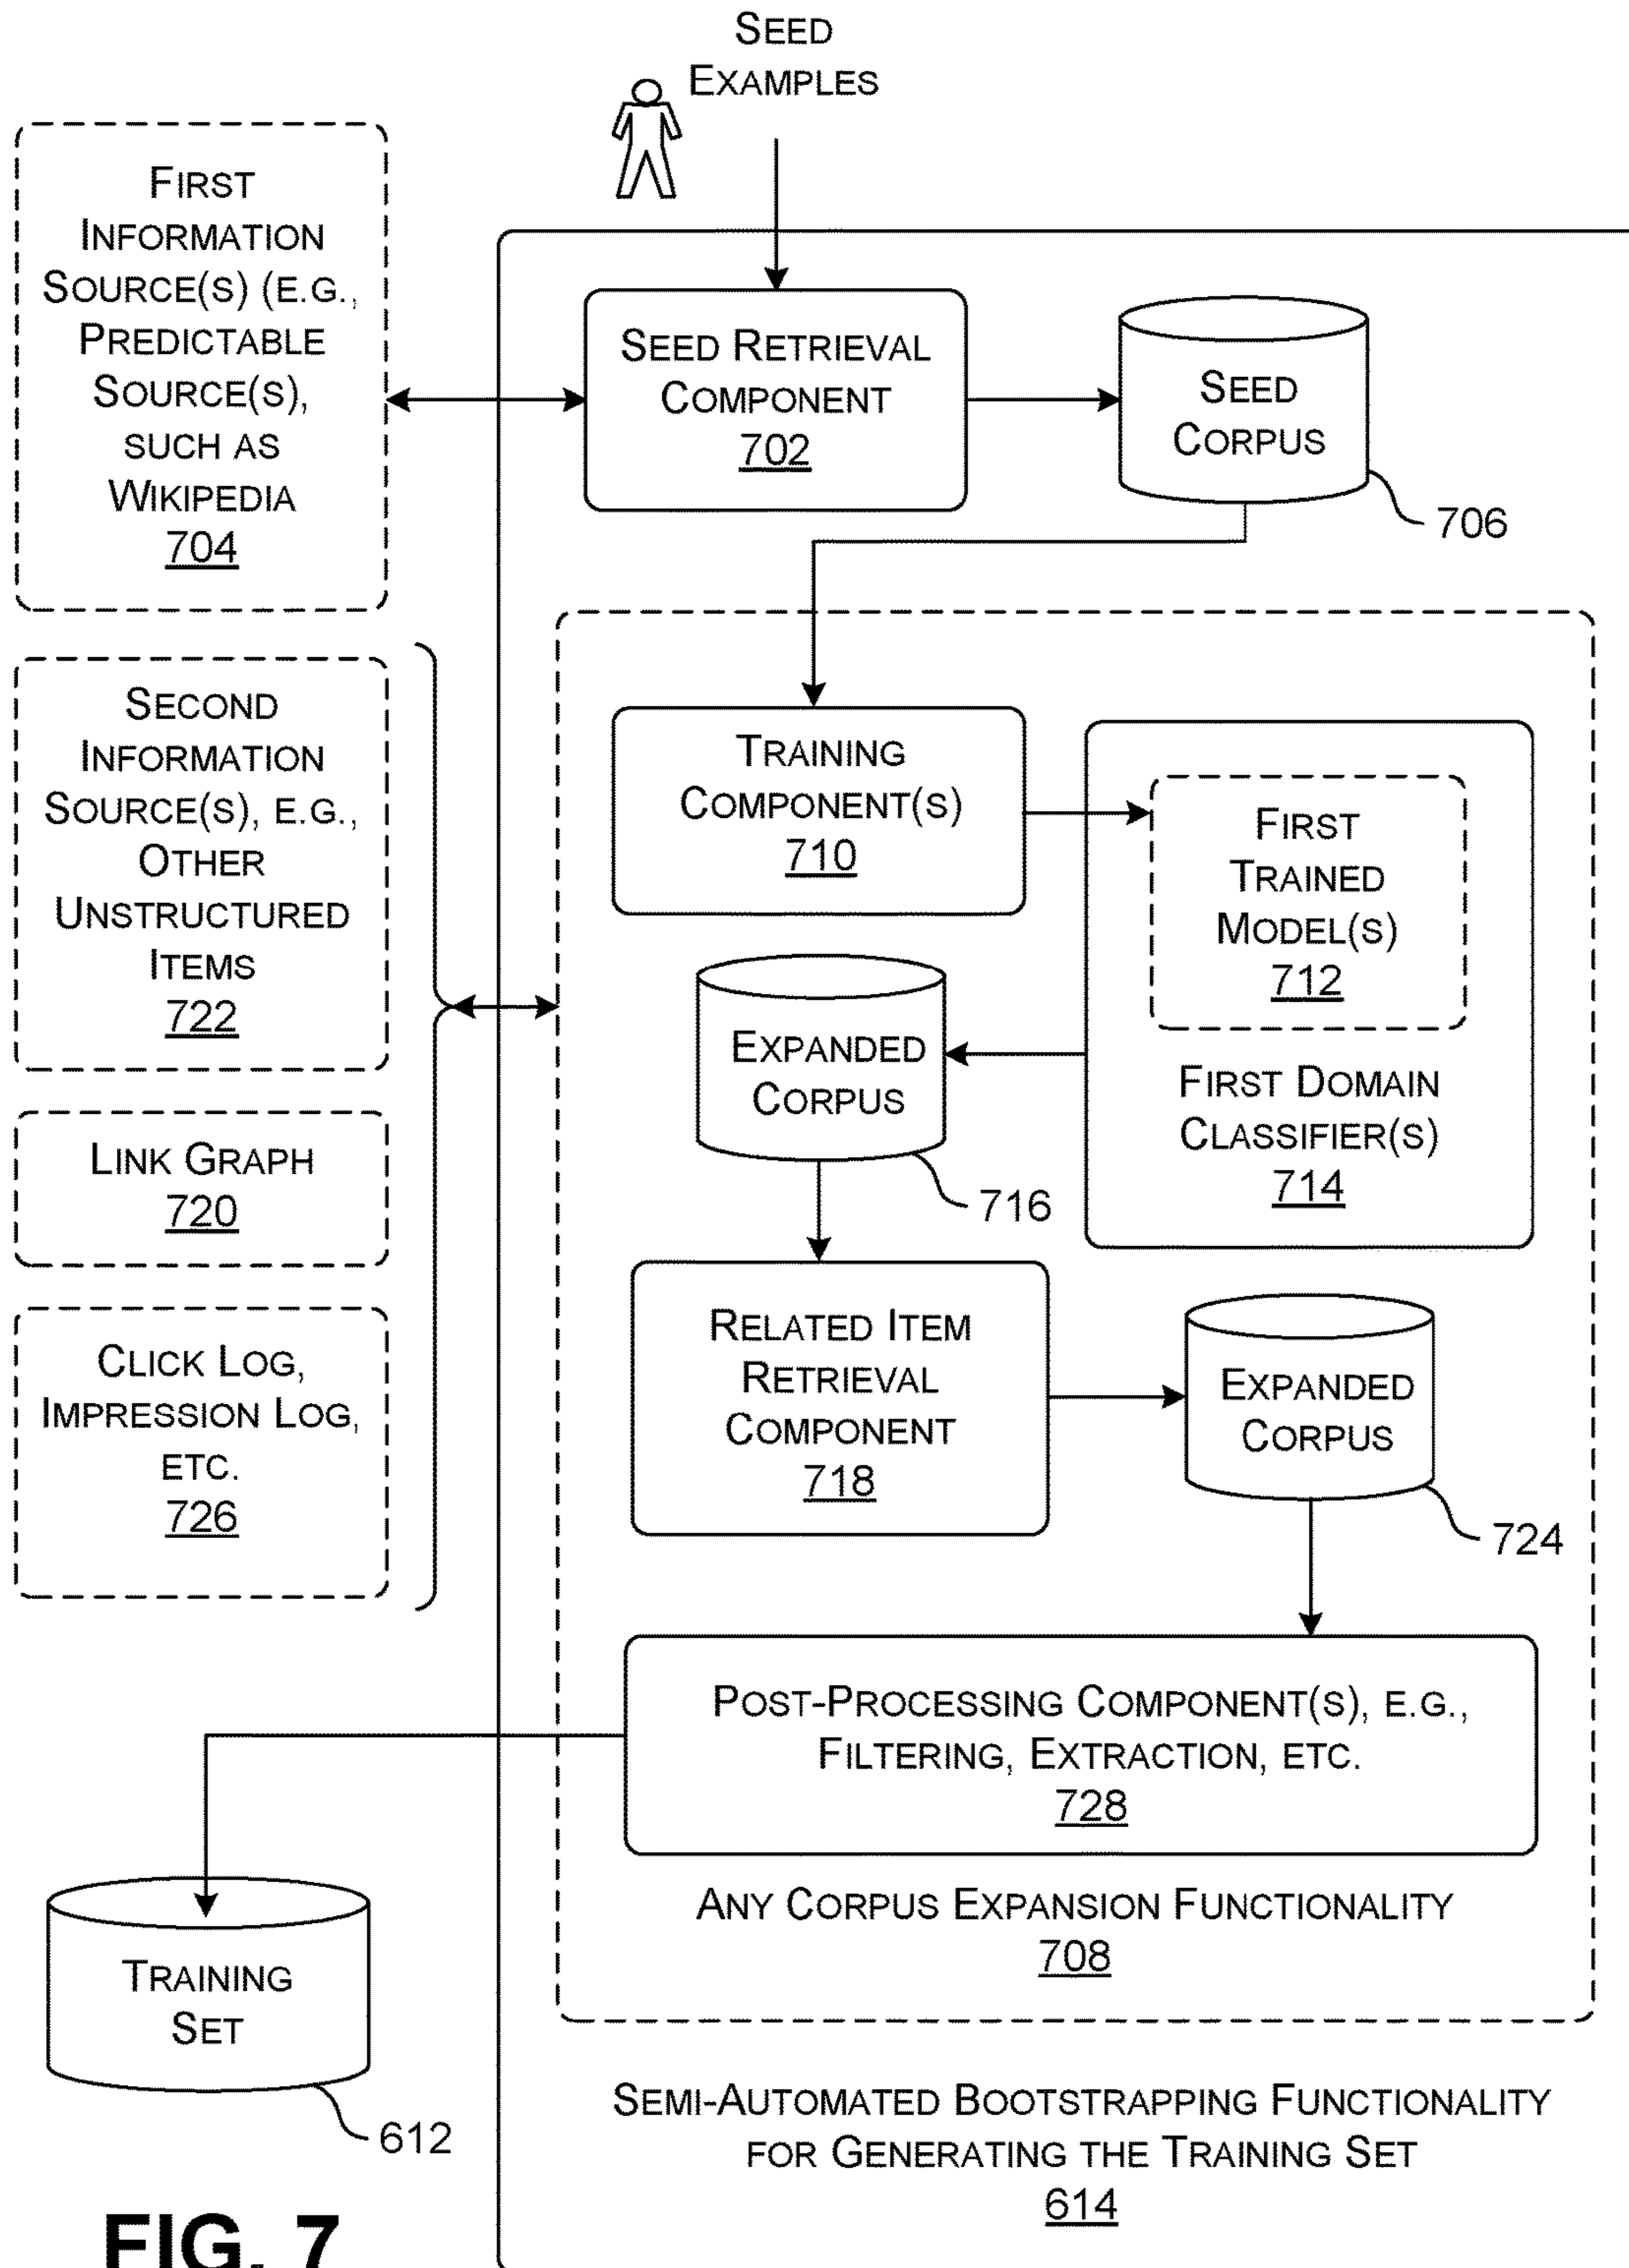 SEED
EXAMPLES
FIRST
INFORMATION
SOURCE(S) (E.G.,
PREDICTABLE
SOURCE(S),
SUCH AS
WIKIPEDIA
704
SEED RETRIEVAL
COMPONENT
702
SEED
CORPUS
706
SECOND
INFORMATION
SOURCE(S), E.G.,
OTHER
UNSTRUCTURED
ITEMS
722
LINK GRAPH
720
CLICK LOG,
IMPRESSION LOG,
ETC.
726
TRAINING
COMPONENT(S)
710
FIRST
TRAINED
MODEL(S)
712
FIRST DOMAIN
CLASSIFIER(S)
714
EXPANDED
CORPUS
716
RELATED ITEM
RETRIEVAL
COMPONENT
718
EXPANDED
CORPUS
724
POST-PROCESSING COMPONENT(S), E.G.,
FILTERING, EXTRACTION, ETC.
728
ANY CORPUS EXPANSION FUNCTIONALITY
708
TRAINING
SET
612
SEMI-AUTOMATED BOOTSTRAPPING FUNCTIONALITY
FOR GENERATING THE TRAINING SET
614
FIG. 7